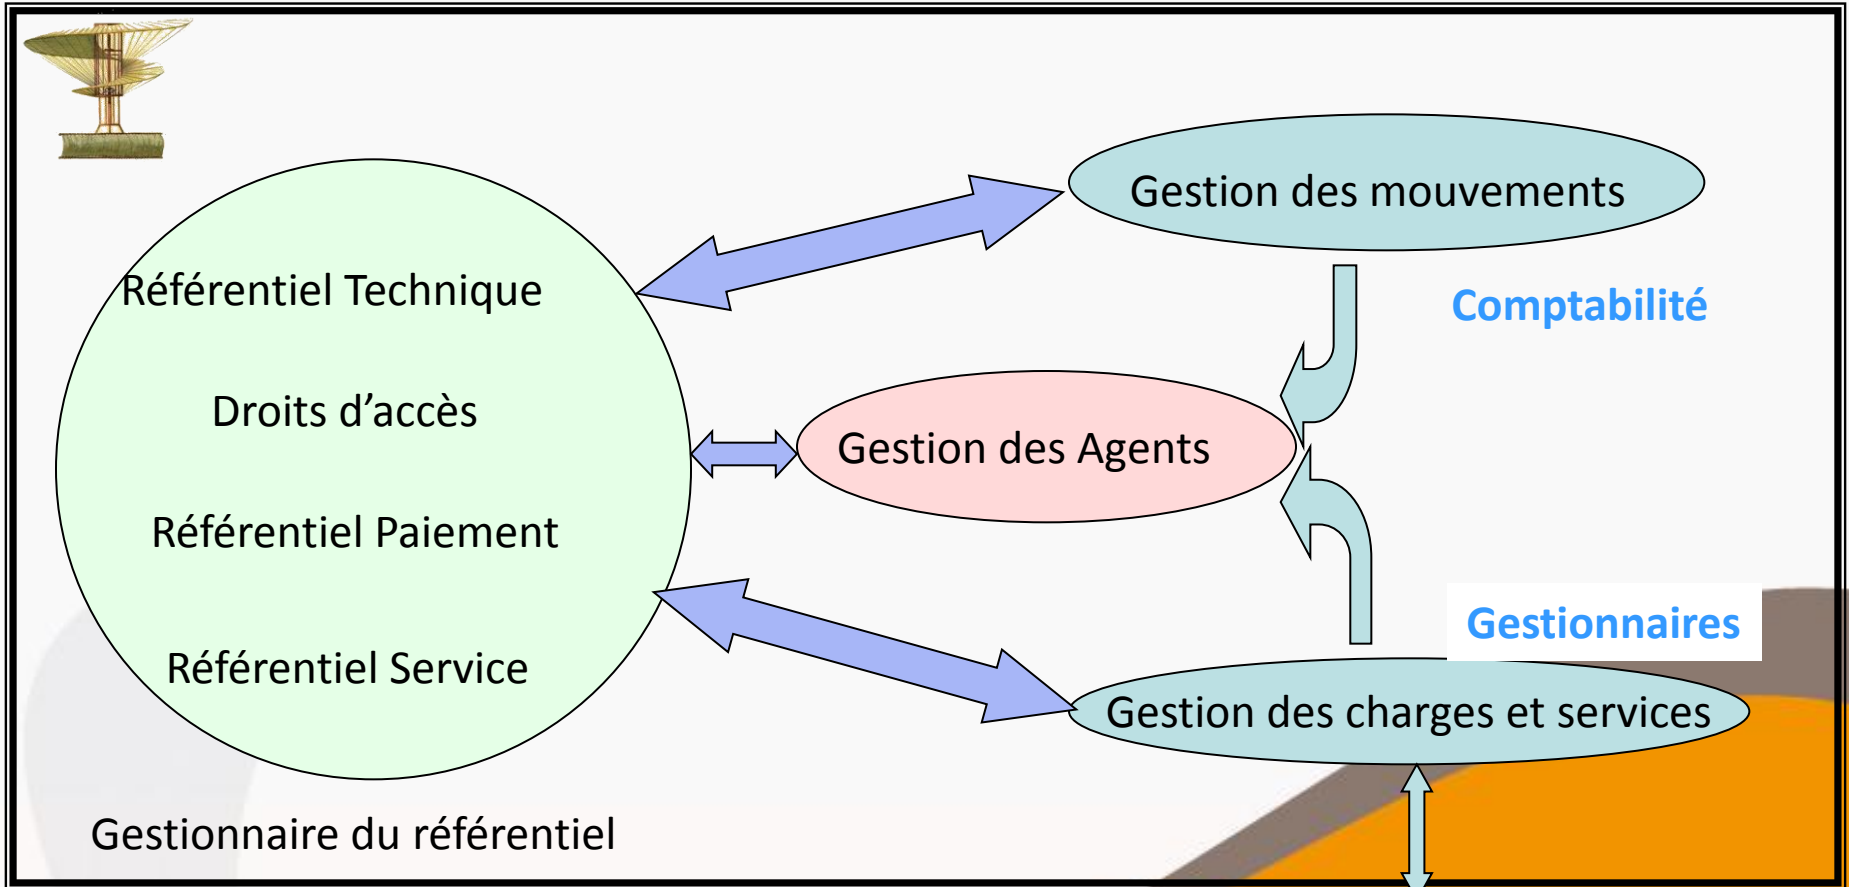 Gestion des mouvements
Référentiel Technique
Comptabilité
Droits d’accès
Gestion des Agents
Référentiel Paiement
Gestionnaires
Référentiel Service
Gestion des charges et services
Gestionnaire du référentiel